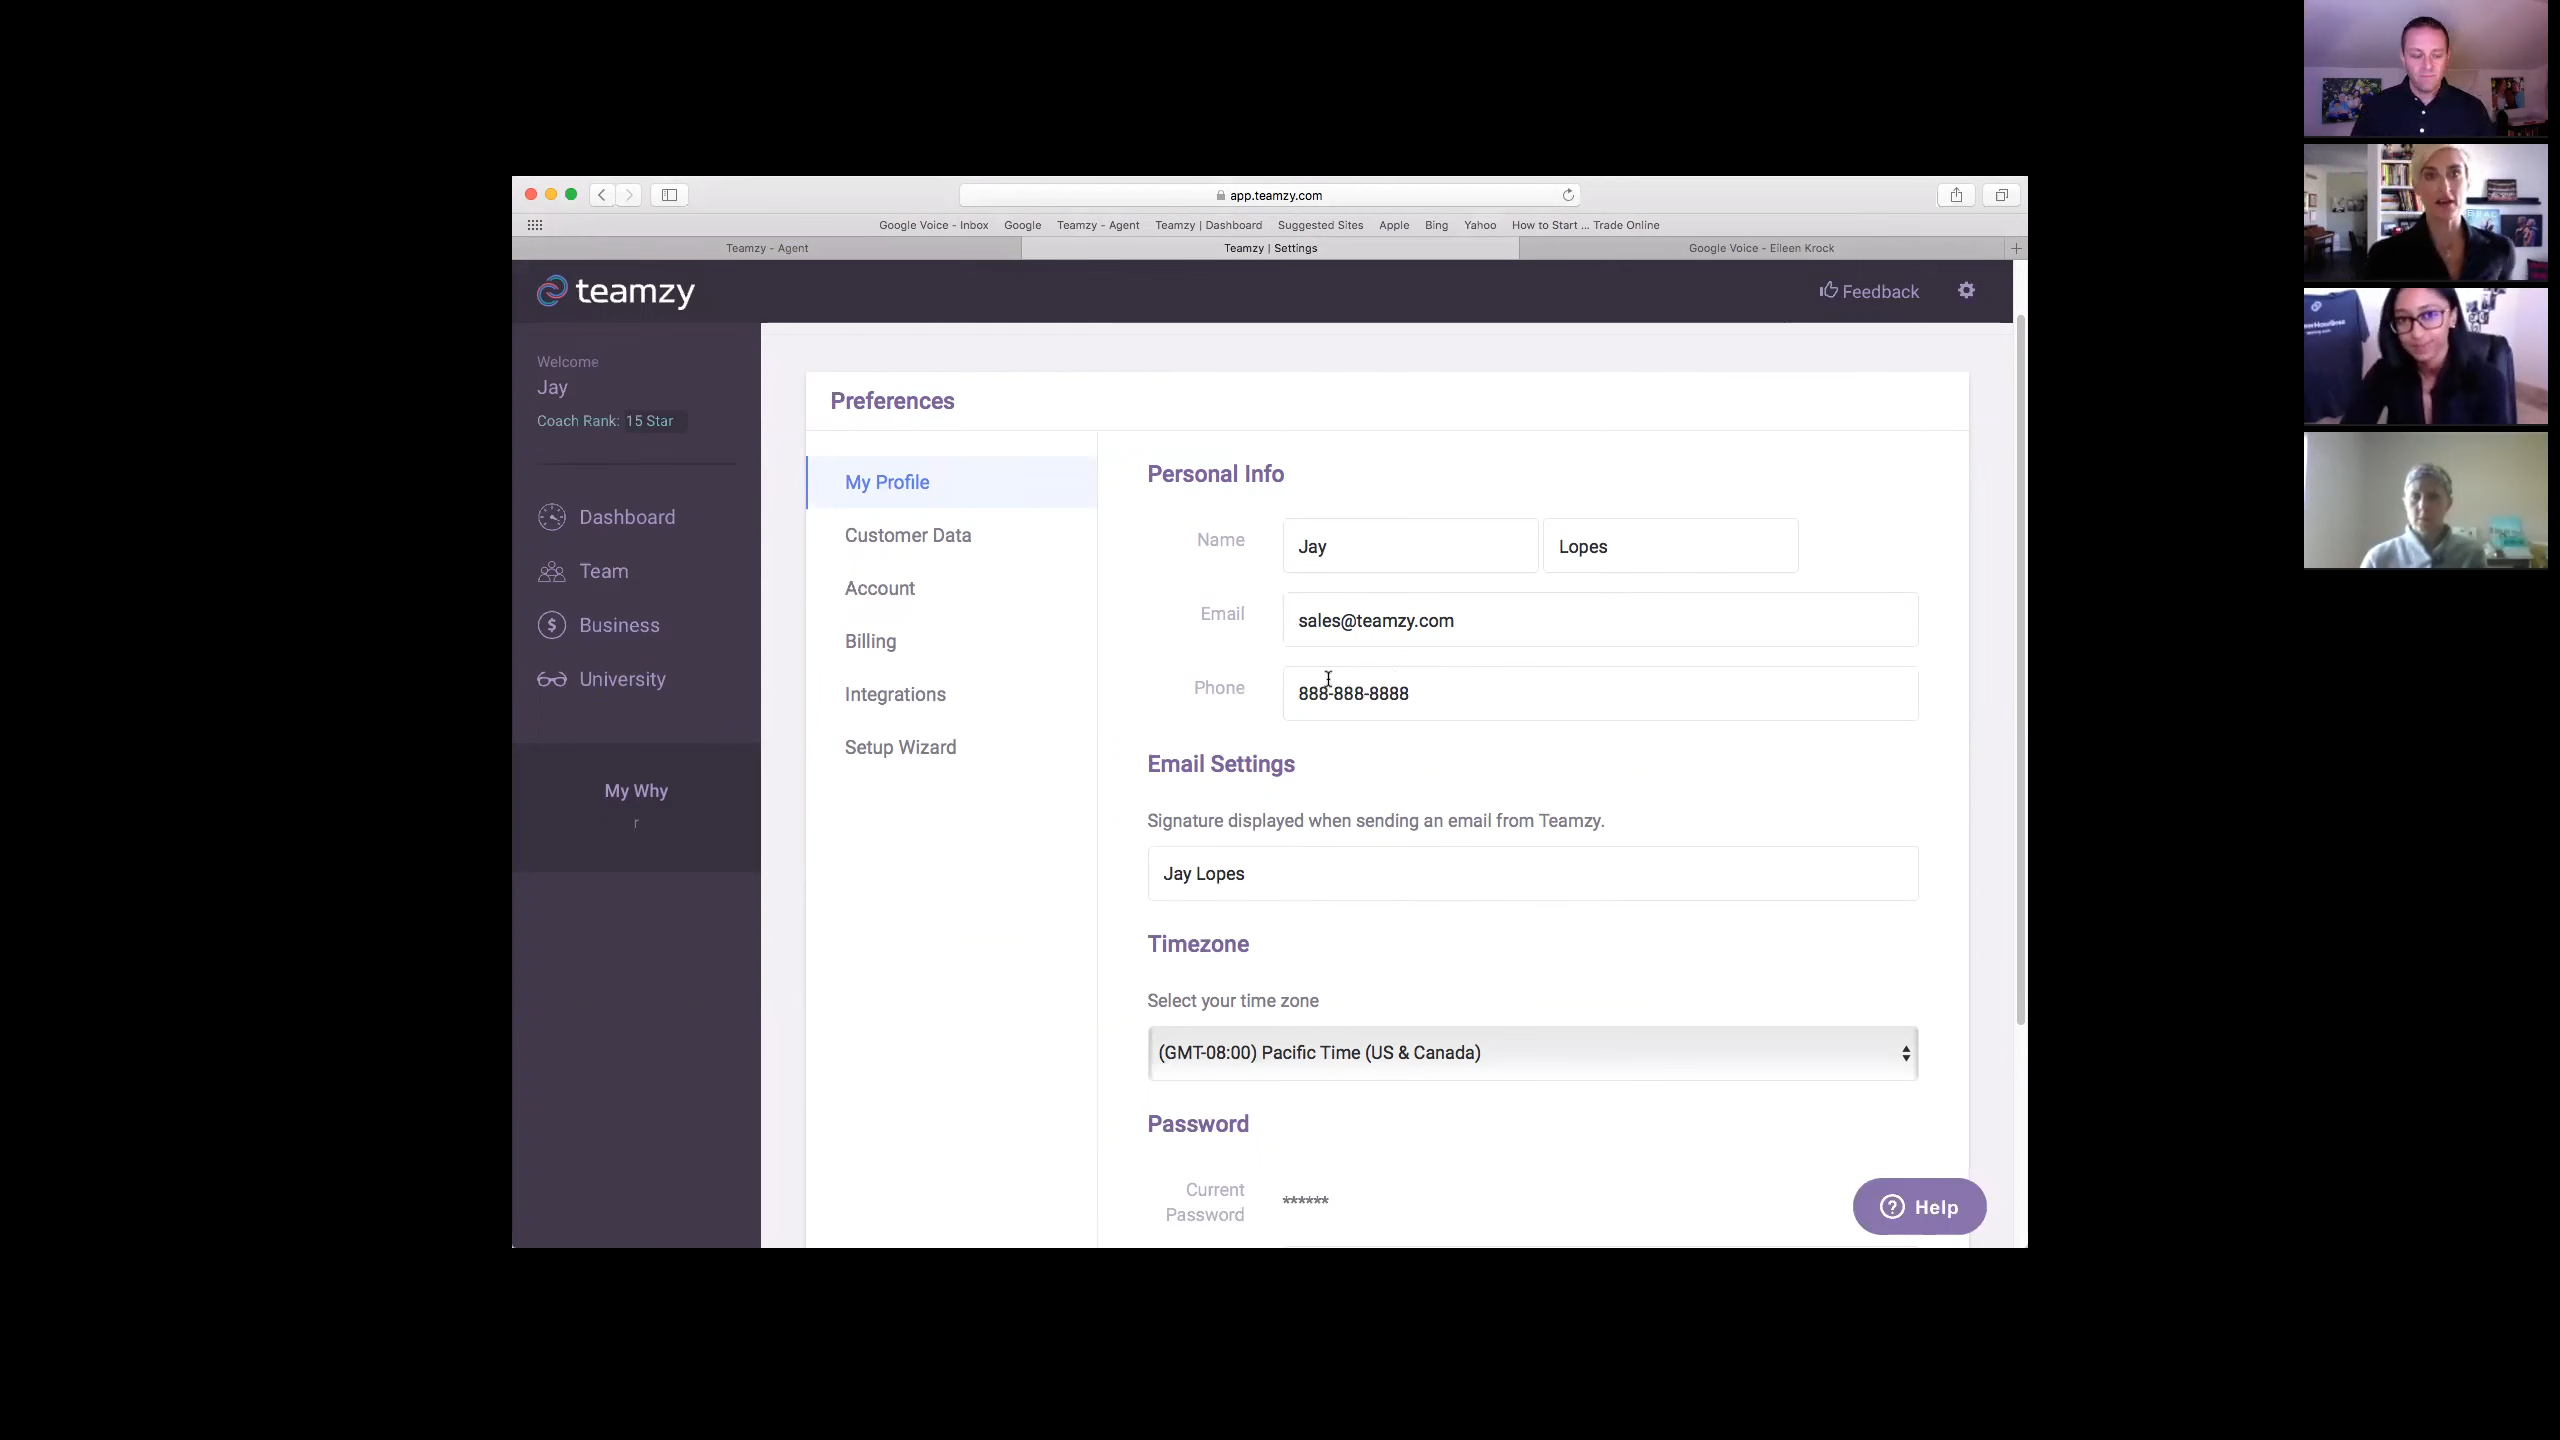 app.teamzy.com
Google Voice - Inbox Google Teamzy - Agent Teamzy | Dashboard Suggested Sites Apple Bing Yahoo How to Start ... Trade Online
Teamzy - Agent Teamzy | Settings Google Voice - Eileen Krock
teamzy
Feedback
Welcome
Jay
Coach Rank: 15 Star
Dashboard
Team
Business
University
My Why
r
Preferences
My Profile
Customer Data
Account
Billing
Integrations
Setup Wizard
Personal Info
Name Jay Lopes
Email sales@teamzy.com
Phone 888-888-8888
Email Settings
Signature displayed when sending an email from Teamzy.
Jay Lopes
Timezone
Select your time zone
(GMT-08:00) Pacific Time (US & Canada)
Password
Current
Password
******
Help